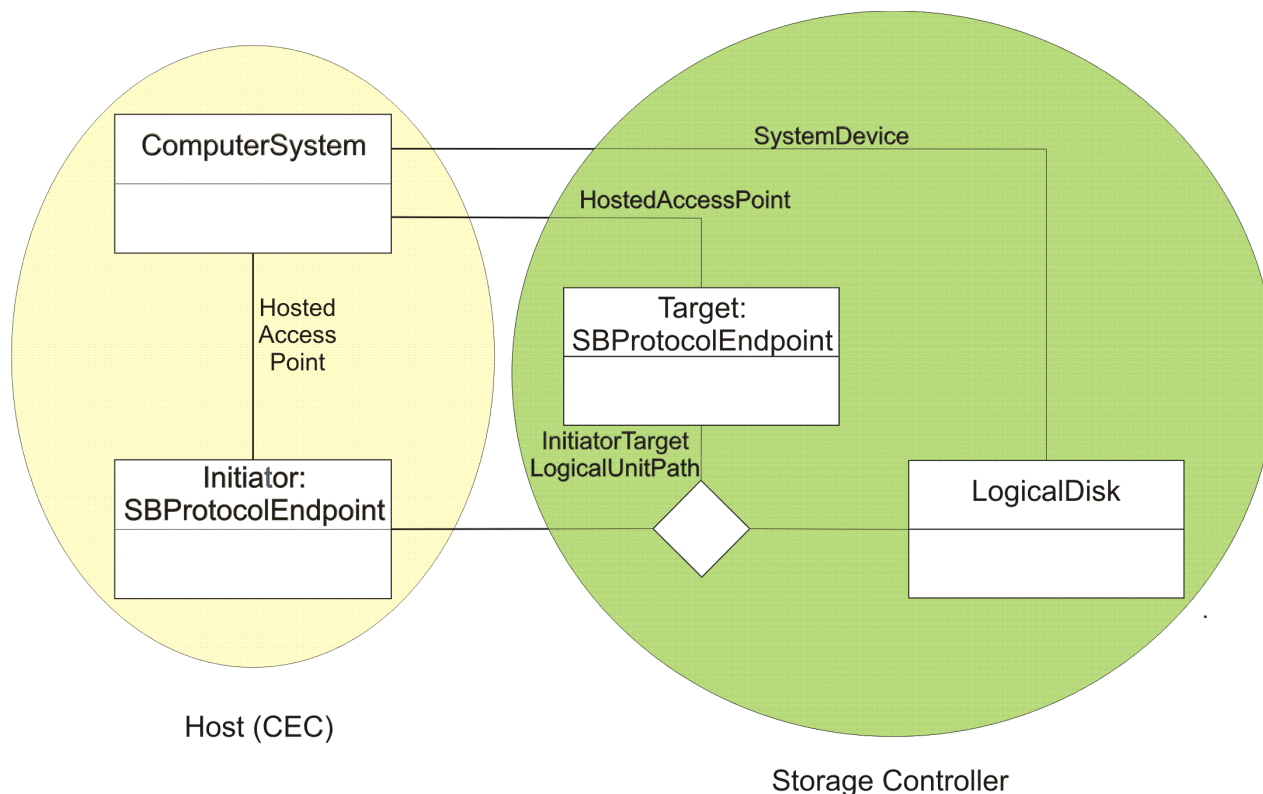 ComputerSystem
SystemDevice
HostedAccessPoint
Hosted
Access
Point
Target:
SBProtocolEndpoint
InitiatorTarget
LogicalUnitPath
Initiator:
SBProtocolEndpoint
LogicalDisk
Host (CEC)
Storage Controller